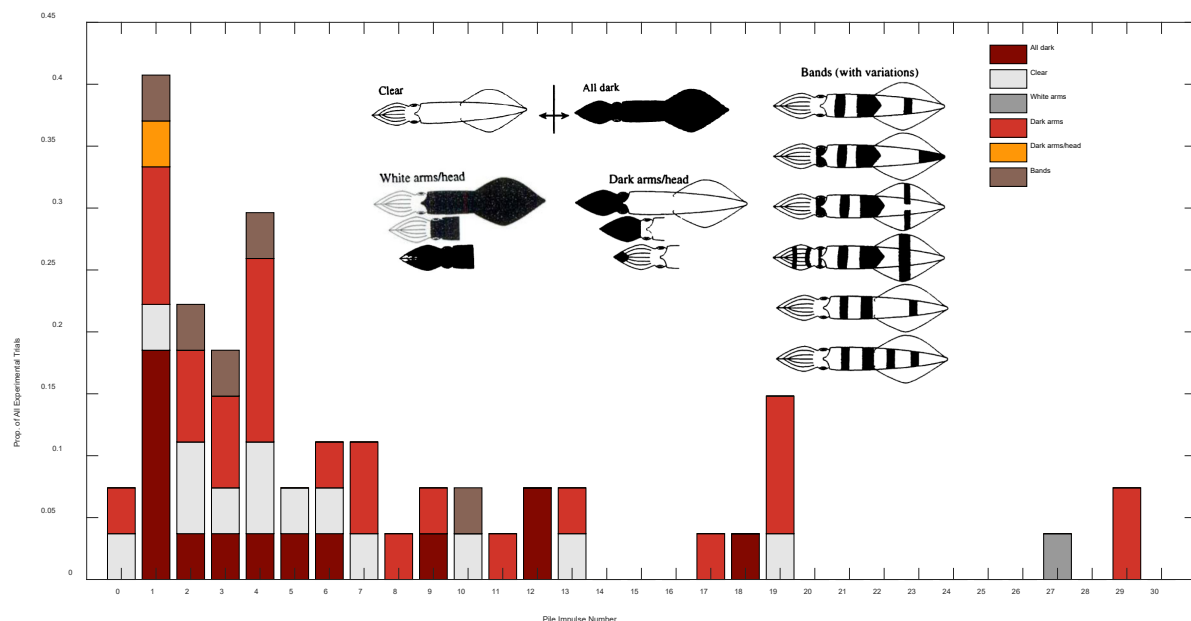 0.45
0.4
0.35
0.3
0.25
0.2
0.15
0.1
0.05
0
Prop. of All Experimental Trials
Clear
All dark
Bands (with variations)
White arms/head
Dark arms/head
All dark
Clear
White arms
Dark arms
Dark arms/head
Bands
0 1 2 3 4 5 6 7 8 9 10 11 12 13 14 15 16 17 18 19 20 21 22 23 24 25 26 27 28 29 30
Pile Impulse Number